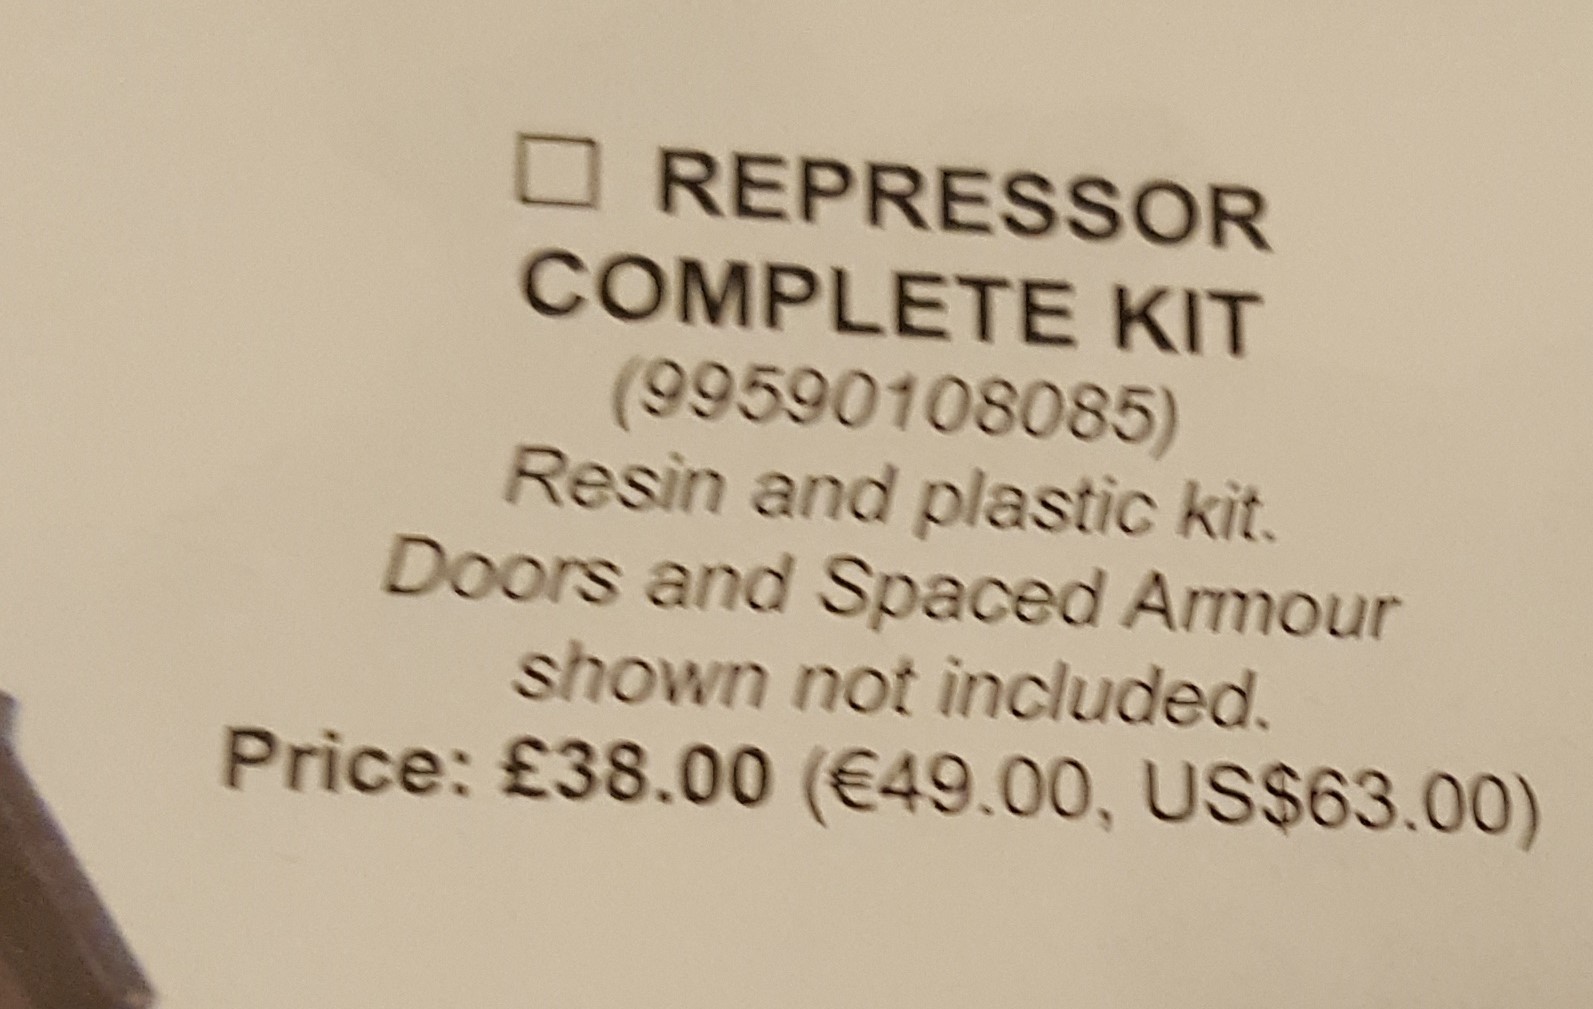 ☐ REPRESSOR
COMPLETE KIT
(99590108085)
Resin and plastic kit.
Doors and Spaced Armour
shown not included.
Price: £38.00 (€49.00, US$63.00)